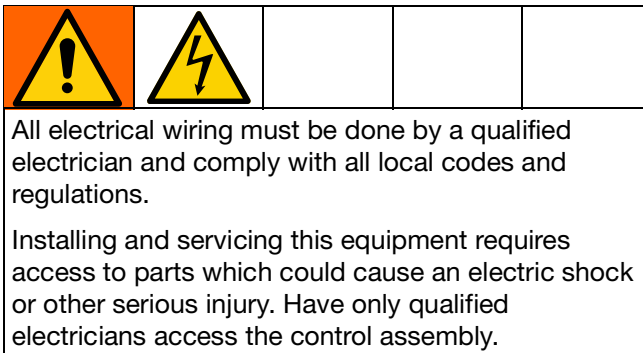 All electrical wiring must be done by a qualified
electrician and comply with all local codes and
regulations.
Installing and servicing this equipment requires
access to parts which could cause an electric shock
or other serious injury. Have only qualified
electricians access the control assembly.